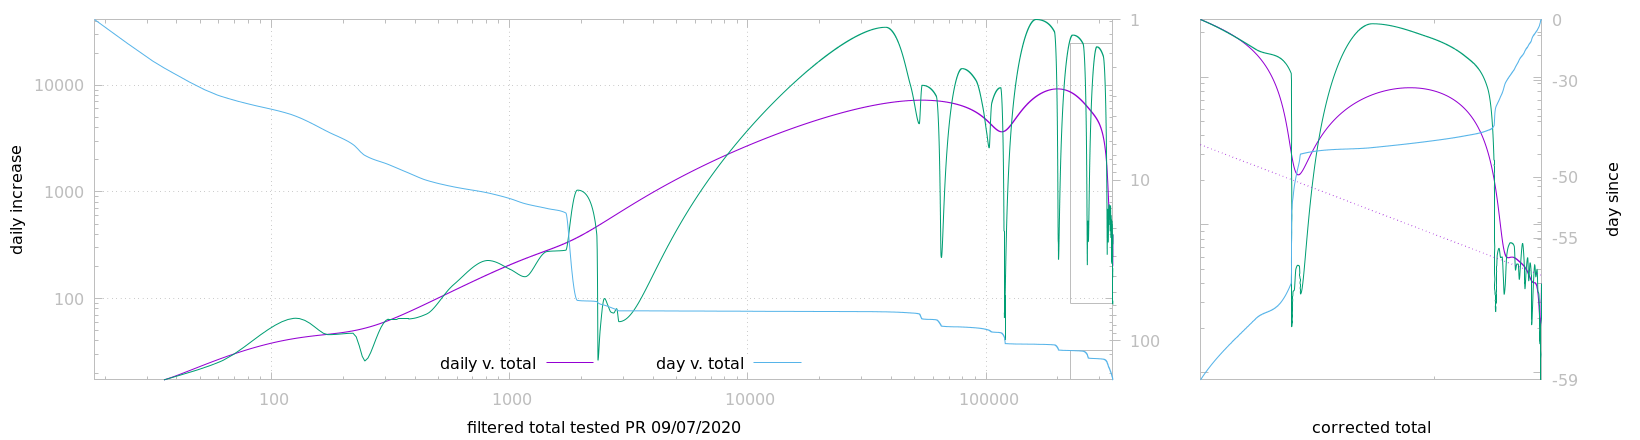 daily increase
10000
1000
100
daily v. total
day v. total
100
1000
10000
100000
filtered total tested PR 09/07/2020
1
10
100
corrected total
0
-30
-50
-55
-59
day since